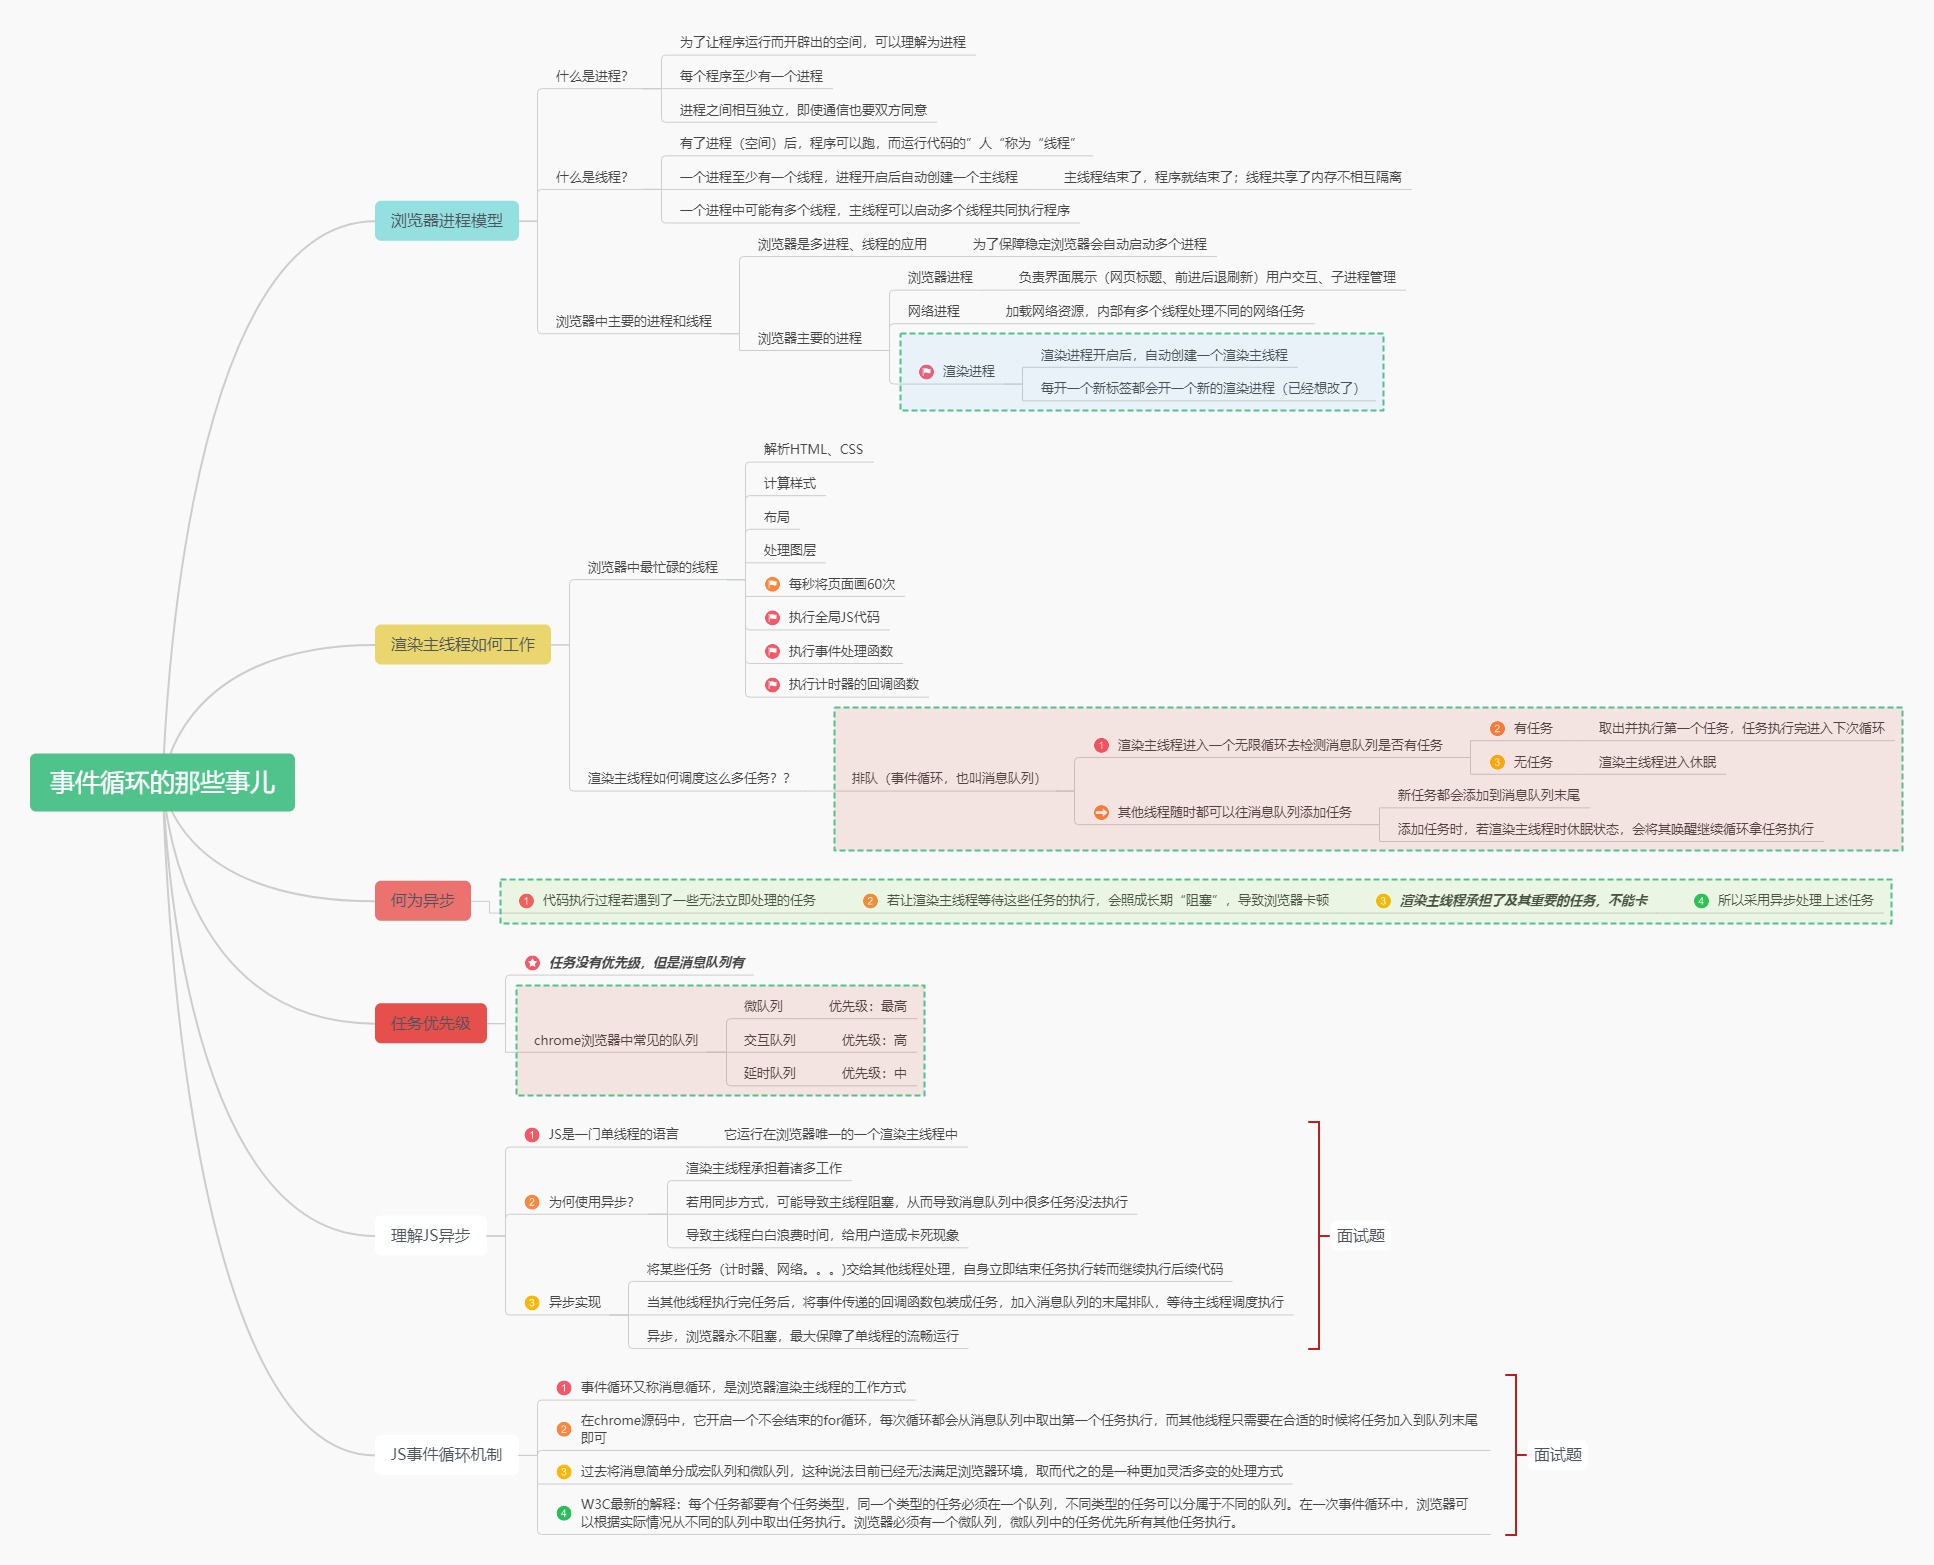 事件循环的那些事儿
浏览器进程模型
什么是进程？
为了让程序运行而开辟出的空间，可以理解为进程
每个程序至少有一个进程
进程之间相互独立，即使通信也要双方同意
什么是线程？
有了进程（空间）后，程序可以跑，而运行代码的”人“称为“线程”
一个进程至少有一个线程，进程开启后自动创建一个主线程
主线程结束了，程序就结束了；线程共享了内存不相互隔离
一个进程中可能有多个线程，主线程可以启动多个线程共同执行程序
浏览器中主要的进程和线程
浏览器是多进程、线程的应用
为了保障稳定浏览器会自动启动多个进程
浏览器主要的进程
浏览器进程
负责界面展示（网页标题、前进后退刷新）用户交互、子进程管理
网络进程
加载网络资源，内部有多个线程处理不同的网络任务
渲染进程
渲染进程开启后，自动创建一个渲染主线程
每开一个新标签都会开一个新的渲染进程（已经想改了）
渲染主线程如何工作
浏览器中最忙碌的线程
解析HTML、CSS
计算样式
布局
处理图层
每秒将页面画60次
执行全局JS代码
执行事件处理函数
执行计时器的回调函数
渲染主线程如何调度这么多任务？？
排队（事件循环，也叫消息队列）
1 渲染主线程进入一个无限循环去检测消息队列是否有任务
2 有任务
取出并执行第一个任务，任务执行完进入下次循环
3 无任务
渲染主线程进入休眠
其他线程随时都可以往消息队列添加任务
新任务都会添加到消息队列末尾
添加任务时，若渲染主线程时休眠状态，会将其唤醒继续循环拿任务执行
何为异步
1 代码执行过程若遇到了一些无法立即处理的任务
2 若让渲染主线程等待这些任务的执行，会照成长期“阻塞”，导致浏览器卡顿
3 渲染主线程承担了及其重要的任务，不能卡
4 所以采用异步处理上述任务
任务优先级
任务没有优先级，但是消息队列有
chrome浏览器中常见的队列
微队列
优先级：最高
交互队列
优先级：高
延时队列
优先级：中
理解JS异步
1 JS是一门单线程的语言
它运行在浏览器唯一的一个渲染主线程中
2 为何使用异步？
渲染主线程承担着诸多工作
若用同步方式，可能导致主线程阻塞，从而导致消息队列中很多任务没法执行
导致主线程白白浪费时间，给用户造成卡死现象
3 异步实现
将某些任务（计时器、网络。。。)交给其他线程处理，自身立即结束任务执行转而继续执行后续代码
当其他线程执行完任务后，将事件传递的回调函数包装成任务，加入消息队列的末尾排队，等待主线程调度执行
异步，浏览器永不阻塞，最大保障了单线程的流畅运行
面试题
JS事件循环机制
1 事件循环又称消息循环，是浏览器渲染主线程的工作方式
2 在chrome源码中，它开启一个不会结束的for循环，每次循环都会从消息队列中取出第一个任务执行，而其他线程只需要在合适的时候将任务加入到队列末尾
即可
3 过去将消息简单分成宏队列和微队列，这种说法目前已经无法满足浏览器环境，取而代之的是一种更加灵活多变的处理方式
4 W3C最新的解释：每个任务都要有个任务类型，同一个类型的任务必须在一个队列，不同类型的任务可以分属于不同的队列。在一次事件循环中，浏览器可
以根据实际情况从不同的队列中取出任务执行。浏览器必须有一个微队列，微队列中的任务优先所有其他任务执行。
面试题